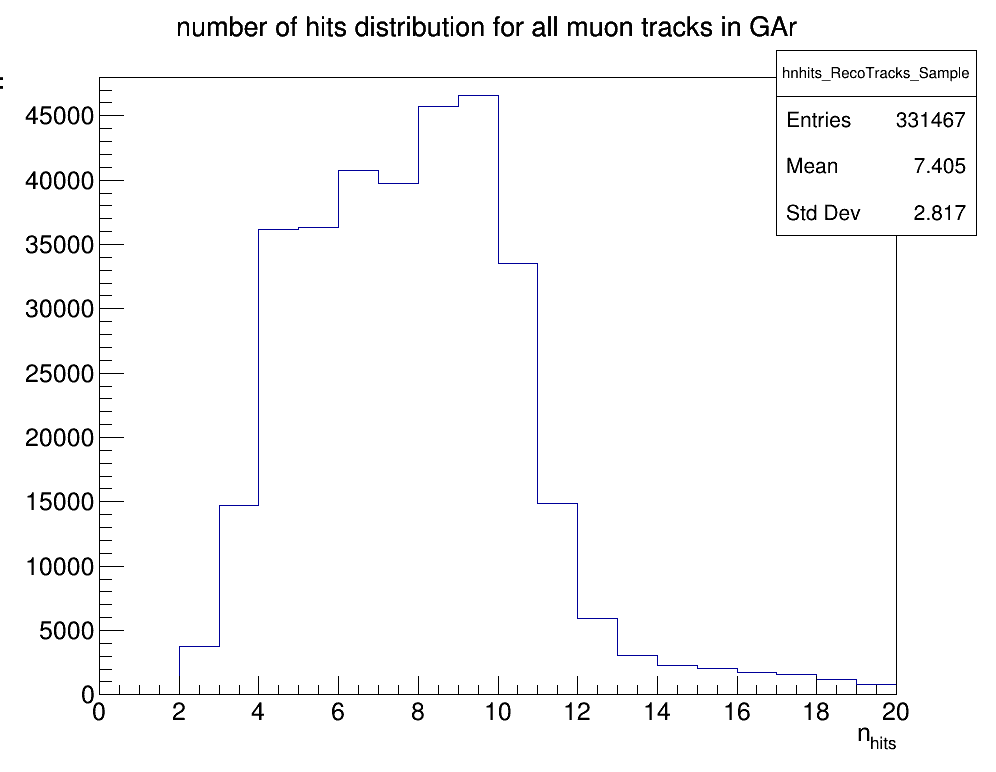 number of hits distribution for all muon tracks in GAr
hnhits_RecoTracks_Sample
Entries 331467
Mean 7.405
Std Dev 2.817
45000
40000
35000
30000
25000
20000
15000
10000
5000
0
0 2 4 6 8 10 12 14 16 18 20
nhits